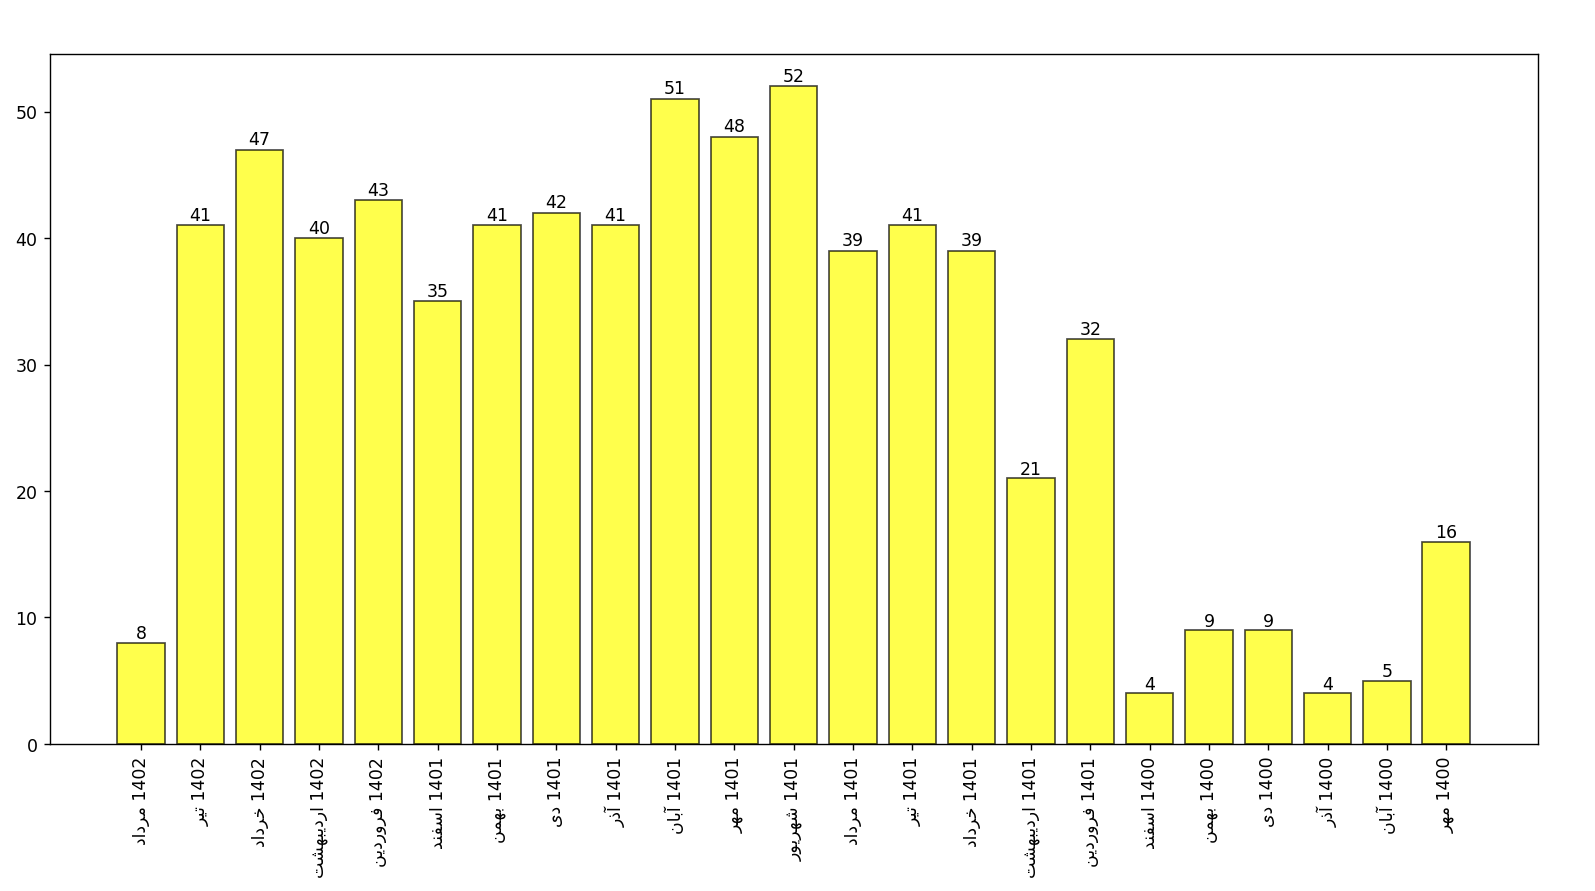 52
51
48
47
43
42
41
41
41
41
40
39
39
35
32
21
16
9
9
8
5
4
4
50
40
30
20
10
0
مرداد 1402
تیر 1402
خرداد 1402
اردیبهشت 1402
فروردین 1402
اسفند 1401
بهمن 1401
دی 1401
آذر 1401
آبان 1401
مهر 1401
شهریور 1401
مرداد 1401
تیر 1401
خرداد 1401
اردیبهشت 1401
فروردین 1401
اسفند 1400
بهمن 1400
دی 1400
آذر 1400
آبان 1400
مهر 1400